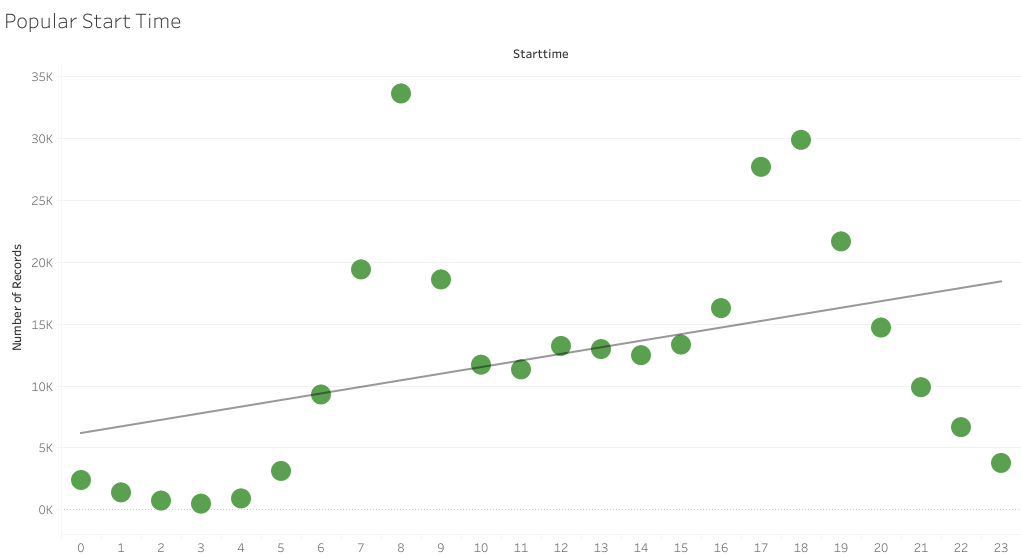 Popular Start Time
Starttime
Number of Records
35K
30K
25K
20K
15K
10K
5K
0K
0 1 2 3 4 5 6 7 8 9 10 11 12 13 14 15 16 17 18 19 20 21 22 23